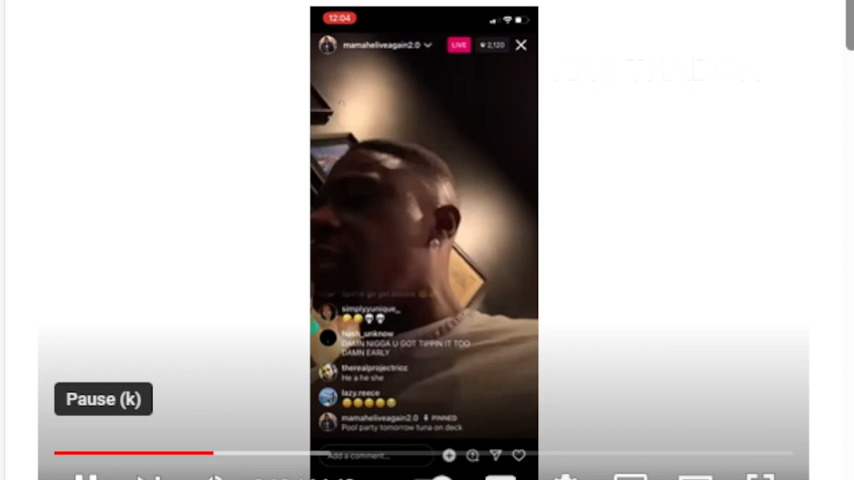 12:04
mamaheliveagain2.0
LIVE
2,120
simplyyunique_
hash_unknow
DAMN NIGGA U GOT TIPPIN IT TOO
DAMN EARLY
therealprojectricc
He a he she
lazy.reece
mamaheliveagain2.0 PINNED
Pool party tomorrow tuna on deck
Add a comment...
Pause (k)